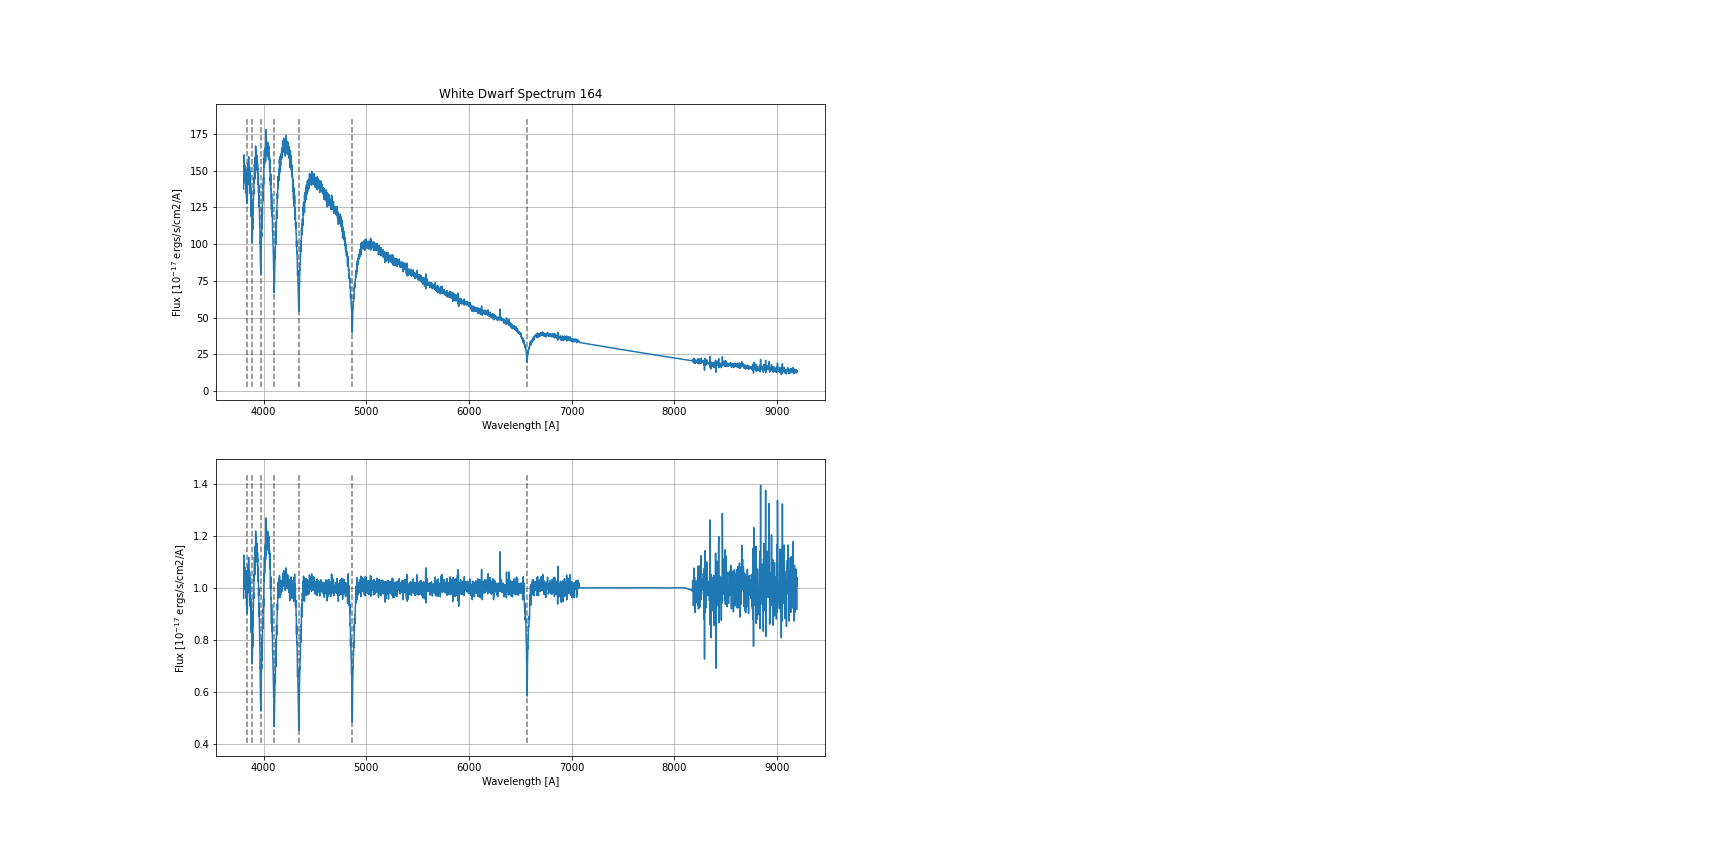 White Dwarf Spectrum 164
Flux [10⁻¹⁷ ergs/s/cm2/A]
175
150
125
100
75
50
25
0
4000 5000 6000 7000 8000 9000
Wavelength [A]
Flux [10⁻¹⁷ ergs/s/cm2/A]
1.4
1.2
1.0
0.8
0.6
0.4
4000 5000 6000 7000 8000 9000
Wavelength [A]